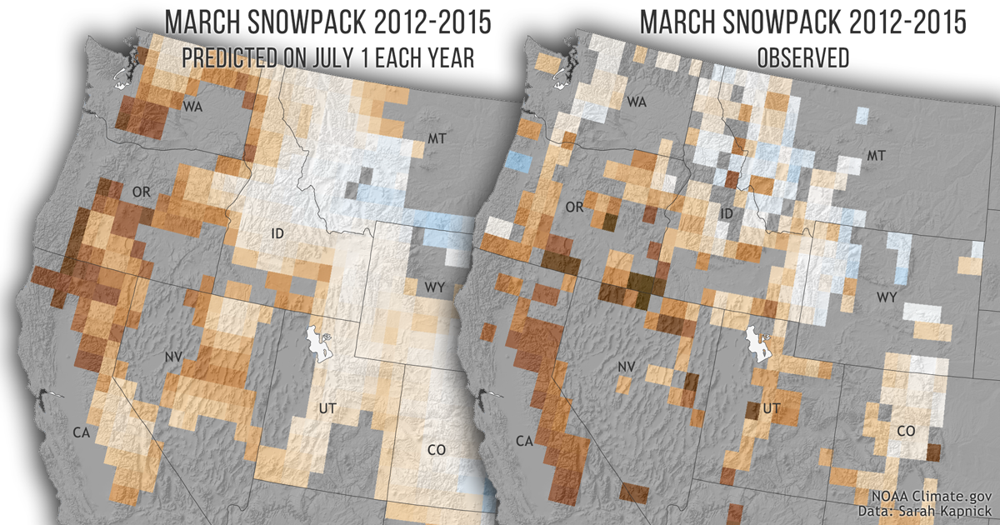 MARCH SNOWPACK 2012-2015
PREDICTED ON JULY 1 EACH YEAR
WA
MT
OR
ID
WY
NV
UT
CA
CO
MARCH SNOWPACK 2012-2015
OBSERVED
WA
MT
OR
ID
WY
NV
UT
CA
CO
NOAA Climate.gov
Data: Sarah Kapnick